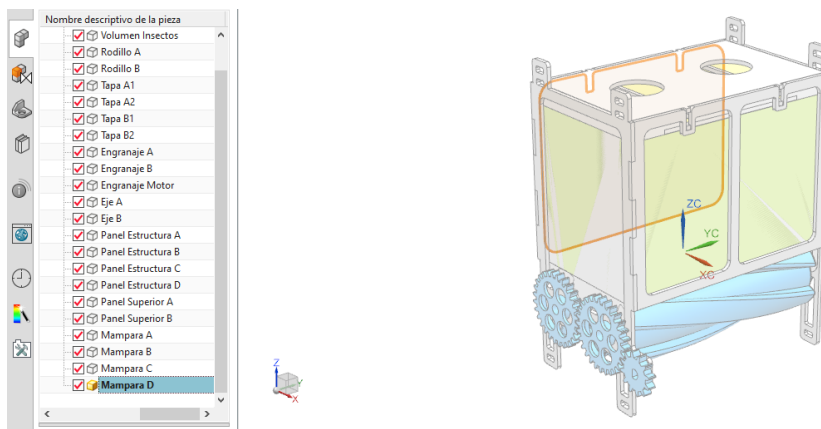 Nombre descriptivo de la pieza
Volumen Insectos
Rodillo A
Rodillo B
Tapa A1
Tapa A2
Tapa B1
Tapa B2
Engranaje A
Engranaje B
Engranaje Motor
Eje A
Eje B
Panel Estructura A
Panel Estructura B
Panel Estructura C
Panel Estructura D
Panel Superior A
Panel Superior B
Mampara A
Mampara B
Mampara C
Mampara D
ZC
YC
XC
Z
Y
X